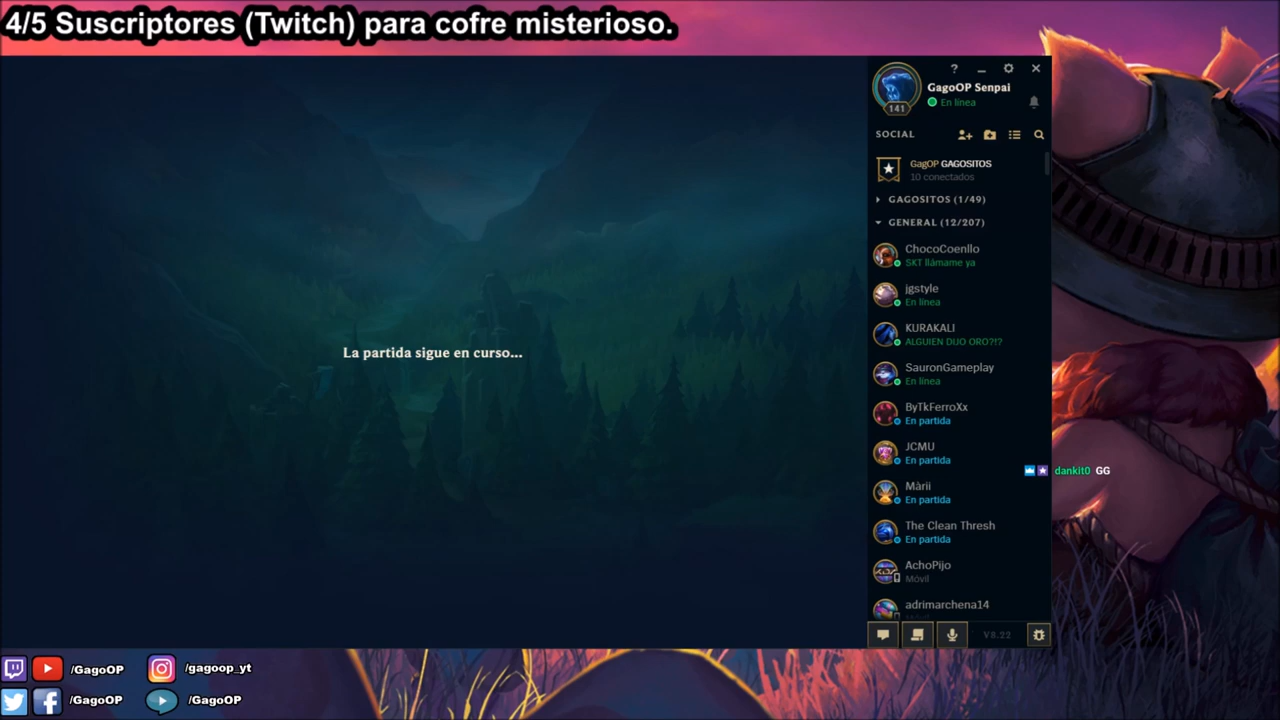 4/5 Suscriptores (Twitch) para cofre misterioso.
La partida sigue en curso...
?
GagoOP Senpai
En línea
141
SOCIAL
GagOP GAGOSITOS
10 conectados
GAGOSITOS (1/49)
GENERAL (12/207)
ChocoCoenllo
SKT llámame ya
jgstyle
En línea
KURAKALI
ALGUIEN DUO ORO?!?
SauronGameplay
En línea
ByTkFerroXx
En partida
JCMU
En partida
Màrii
En partida
The Clean Thresh
En partida
AchoPijo
Móvil
adrimarchena14
V8.22
dankit0 GG
/GagoOP
/gagoop_yt
/GagoOP
/GagoOP